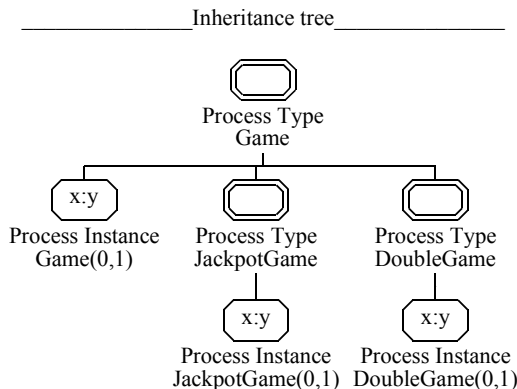 Inheritance tree
Process Type
Game
x:y
Process Instance
Game(0,1)
Process Type
JackpotGame
Process Type
DoubleGame
x:y
Process Instance
JackpotGame(0,1)
x:y
Process Instance
DoubleGame(0,1)